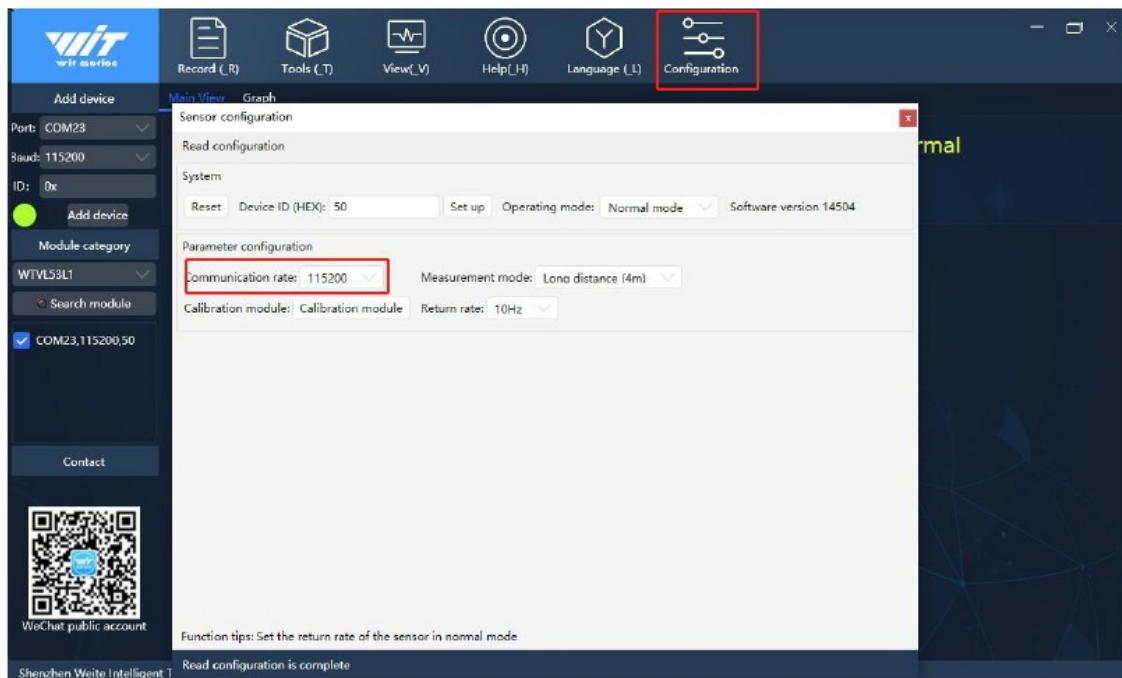 WiT
wit motion
Record (_R)
Tools (_T)
View(_V)
Help(_H)
Language (_L)
Configuration
Add device
Main View Graph
Port: COM23
Baud: 115200
ID: 0x
Add device
Module category
WTVL53L1
Search module
COM23,115200,50
Contact
WiT
WeChat public account
Shenzhen Weite Intelligent T
Sensor configuration
x
Read configuration
System
Reset Device ID (HEX): 50 Set up Operating mode: Normal mode Software version 14504
Parameter configuration
Communication rate: 115200 Measurement mode: Long distance (4m)
Calibration module: Calibration module Return rate: 10Hz
Function tips: Set the return rate of the sensor in normal mode
Read configuration is complete
rmal